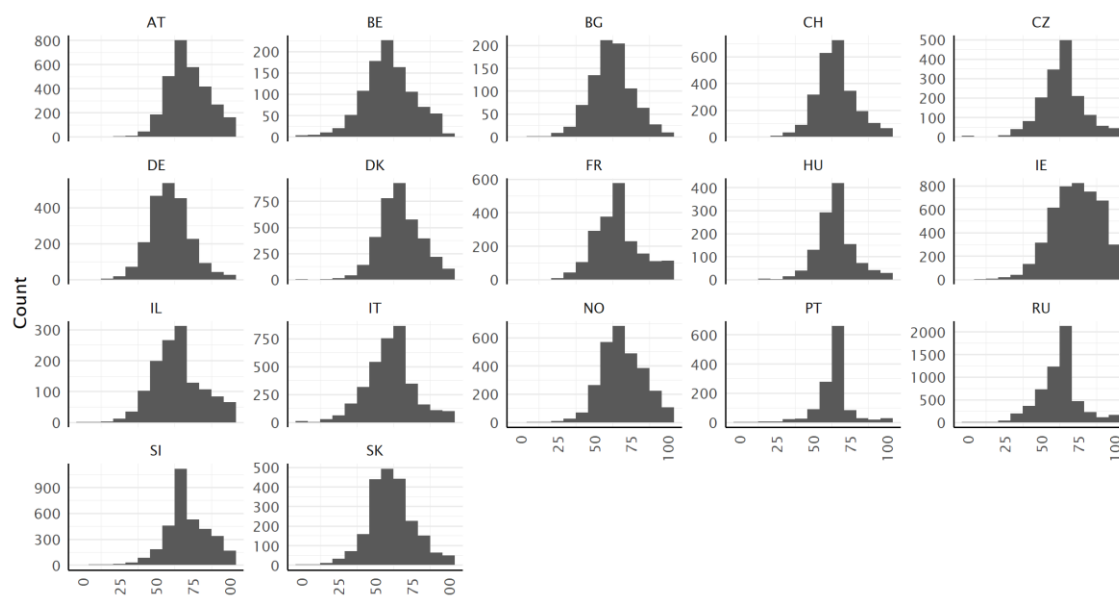 AT BE BG CH CZ
800 600 400 200 0
200 150 100 50 0
200 150 100 50 0
600 400 200 0
500 400 300 200 100 0
DE DK FR HU IE
400 200 0
750 500 250 0
600 400 200 0
400 300 200 100 0
800 600 400 200 0
Count
IL IT NO PT RU
300 200 100 0
750 500 250 0
600 400 200 0
600 400 200 0
2000 1500 1000 500 0
0 25 50 75 100
0 25 50 75 100
0 25 50 75 100
SI SK
900 600 300 0
500 400 300 200 100 0
0 25 50 75 100
0 25 50 75 100